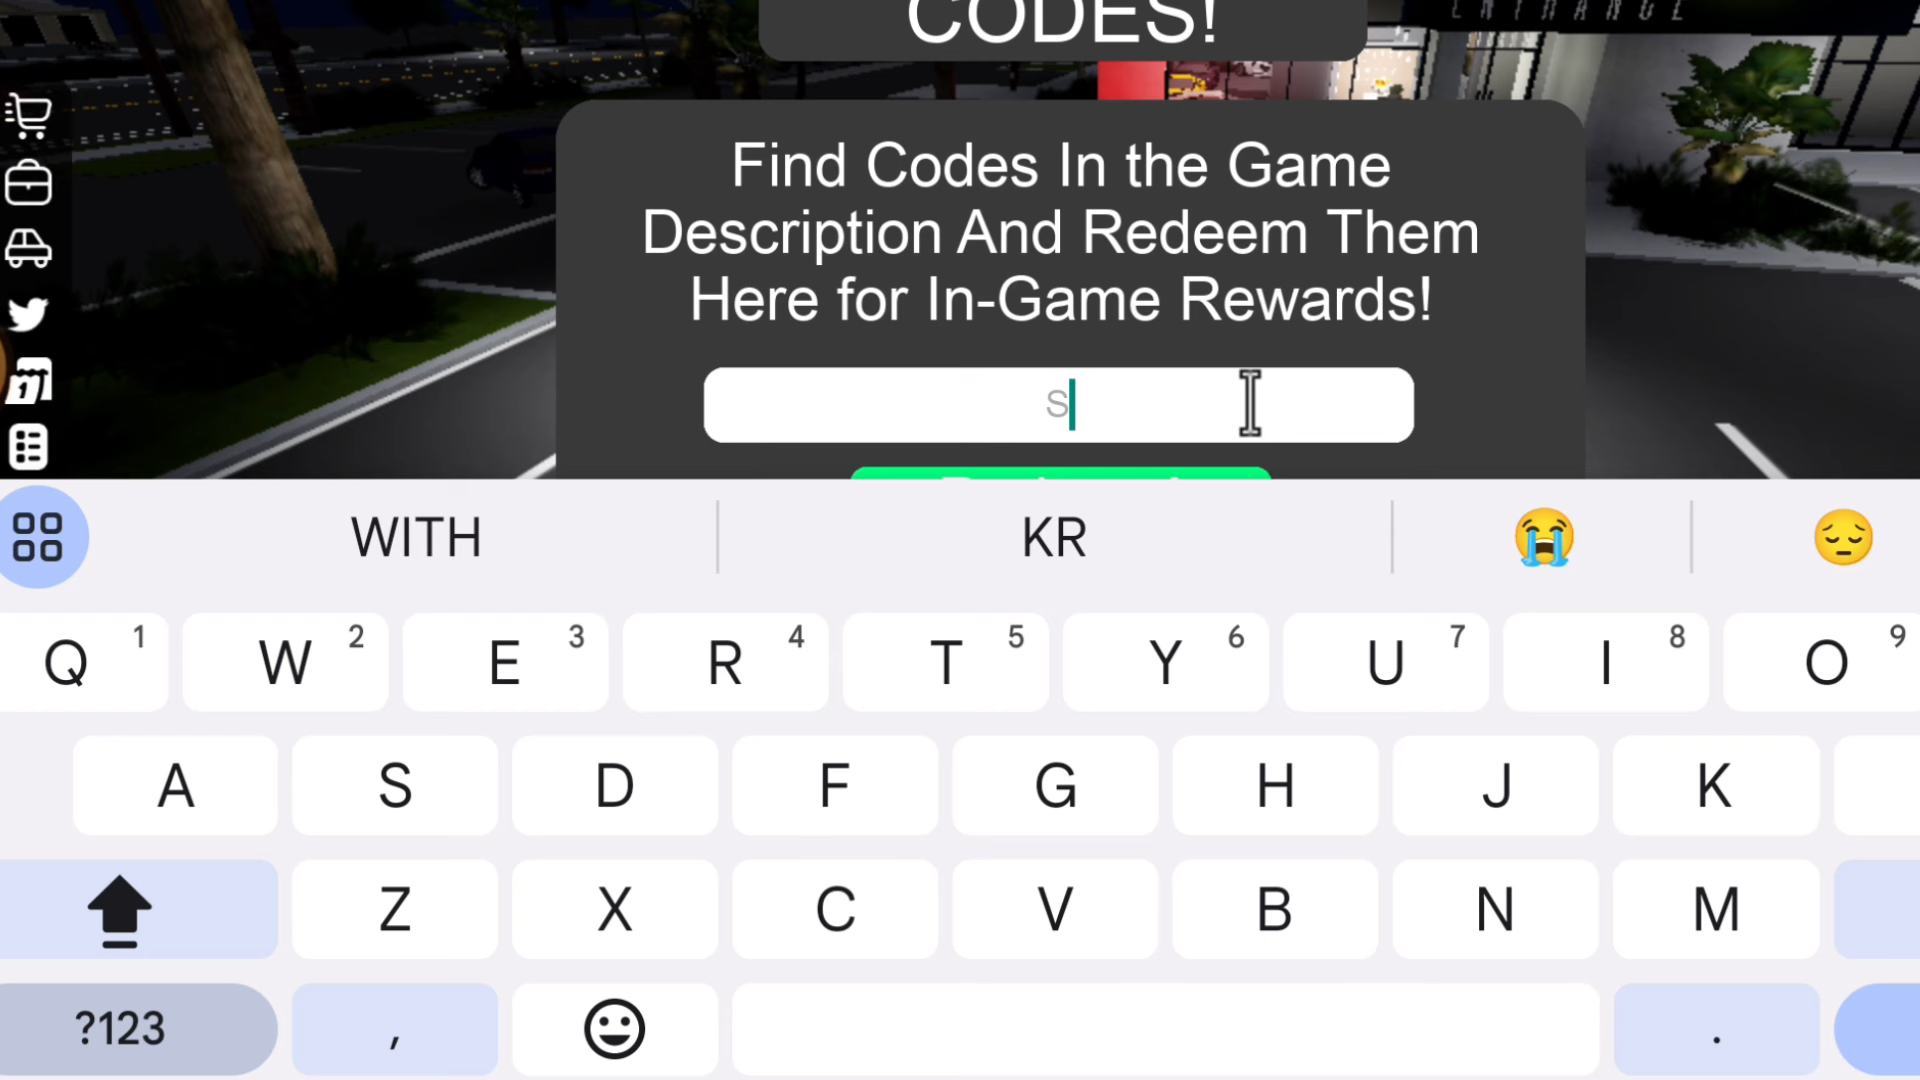 CODES!
ENTRANCE
Find Codes In the Game
Description And Redeem Them
Here for In-Game Rewards!
S
WITH KR
Q 1 W 2 E 3 R 4 T 5 Y 6 U 7 I 8 O 9
A S D F G H J K
Z X C V B N M
?123 , .